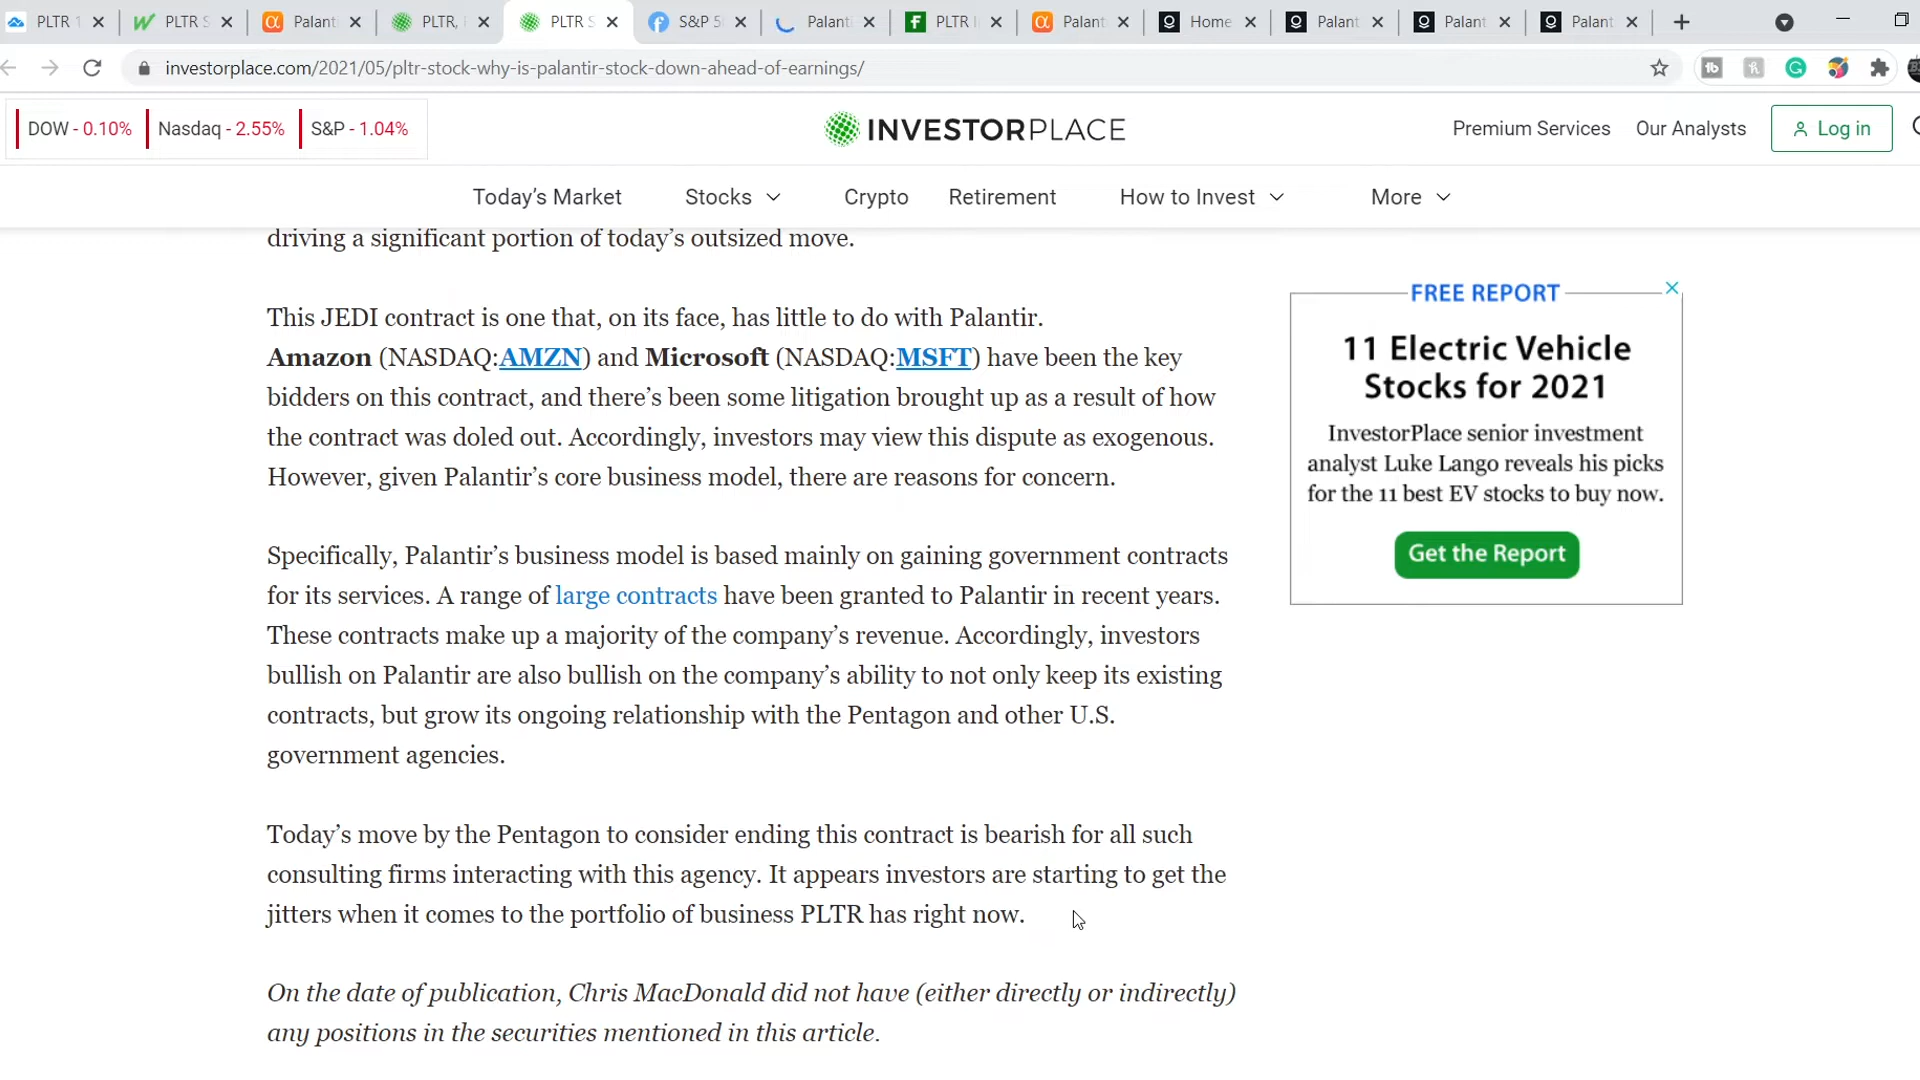 PLTR 1
PLTR S
Palanti
PLTR,
PLTR S
S&P 5
Palanti
PLTR I
Palant
Home
Palant
Palant
Palant
investorplace.com/2021/05/pltr-stock-why-is-palantir-stock-down-ahead-of-earnings/
DOW - 0.10% Nasdaq - 2.55% S&P - 1.04%
INVESTORPLACE
Premium Services Our Analysts Log in
Today’s Market Stocks Crypto Retirement How to Invest More
driving a significant portion of today’s outsized move.
This JEDI contract is one that, on its face, has little to do with Palantir.
Amazon (NASDAQ:AMZN) and Microsoft (NASDAQ:MSFT) have been the key
bidders on this contract, and there’s been some litigation brought up as a result of how
the contract was doled out. Accordingly, investors may view this dispute as exogenous.
However, given Palantir’s core business model, there are reasons for concern.
Specifically, Palantir’s business model is based mainly on gaining government contracts
for its services. A range of large contracts have been granted to Palantir in recent years.
These contracts make up a majority of the company’s revenue. Accordingly, investors
bullish on Palantir are also bullish on the company’s ability to not only keep its existing
contracts, but grow its ongoing relationship with the Pentagon and other U.S.
government agencies.
Today’s move by the Pentagon to consider ending this contract is bearish for all such
consulting firms interacting with this agency. It appears investors are starting to get the
jitters when it comes to the portfolio of business PLTR has right now.
On the date of publication, Chris MacDonald did not have (either directly or indirectly)
any positions in the securities mentioned in this article.
FREE REPORT
11 Electric Vehicle
Stocks for 2021
InvestorPlace senior investment
analyst Luke Lango reveals his picks
for the 11 best EV stocks to buy now.
Get the Report